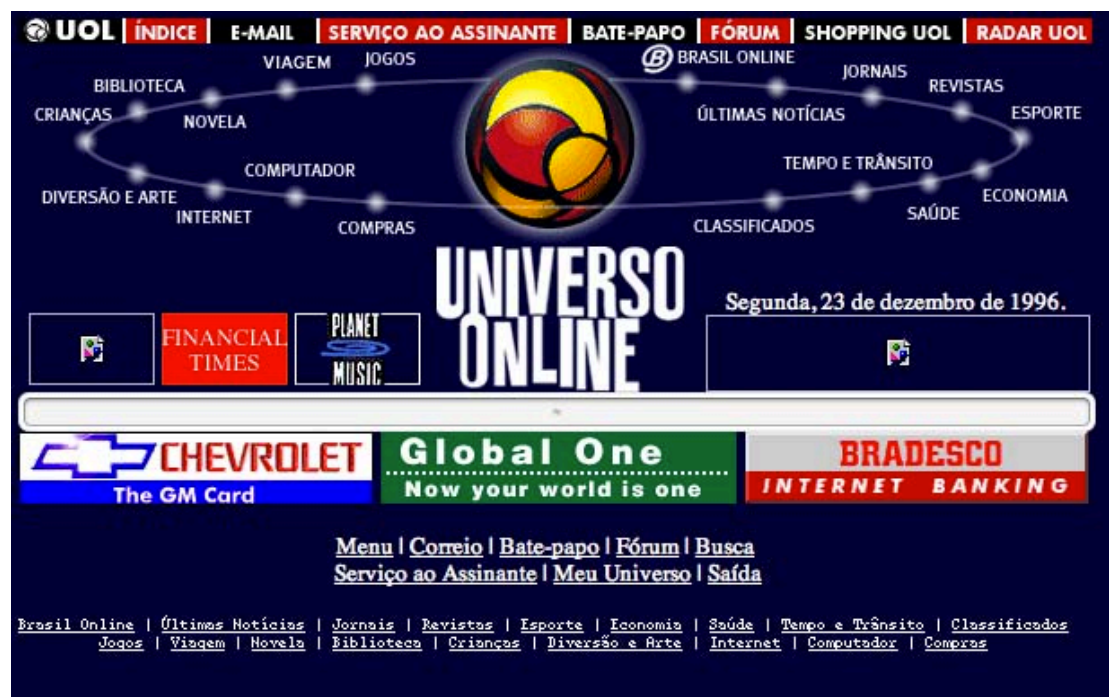 UOL ÍNDICE E-MAIL SERVIÇO AO ASSINANTE BATE-PAPO FÓRUM SHOPPING UOL RADAR UOL
VIAGEM JOGOS B BRASIL ONLINE JORNAIS
BIBLIOTECA REVISTAS
CRIANÇAS NOVELA ÚLTIMAS NOTÍCIAS ESPORTE
COMPUTADOR TEMPO E TRÂNSITO
DIVERSÃO E ARTE ECONOMIA
INTERNET SAÚDE
COMPRAS CLASSIFICADOS
UNIVERSO
ONLINE
Segunda, 23 de dezembro de 1996.
FINANCIAL
TIMES
PLANET
MUSIC
CHEVROLET
The GM Card
Global One
Now your world is one
BRADESCO
INTERNET BANKING
Menu | Correio | Bate-papo | Fórum | Busca
Serviço ao Assinante | Meu Universo | Saída
Brasil Online | Últimas Notícias | Jornais | Revistas | Esporte | Economia | Saúde | Tempo e Trânsito | Classificados
Jogos | Viagem | Novela | Biblioteca | Crianças | Diversão e Arte | Internet | Computador | Compras